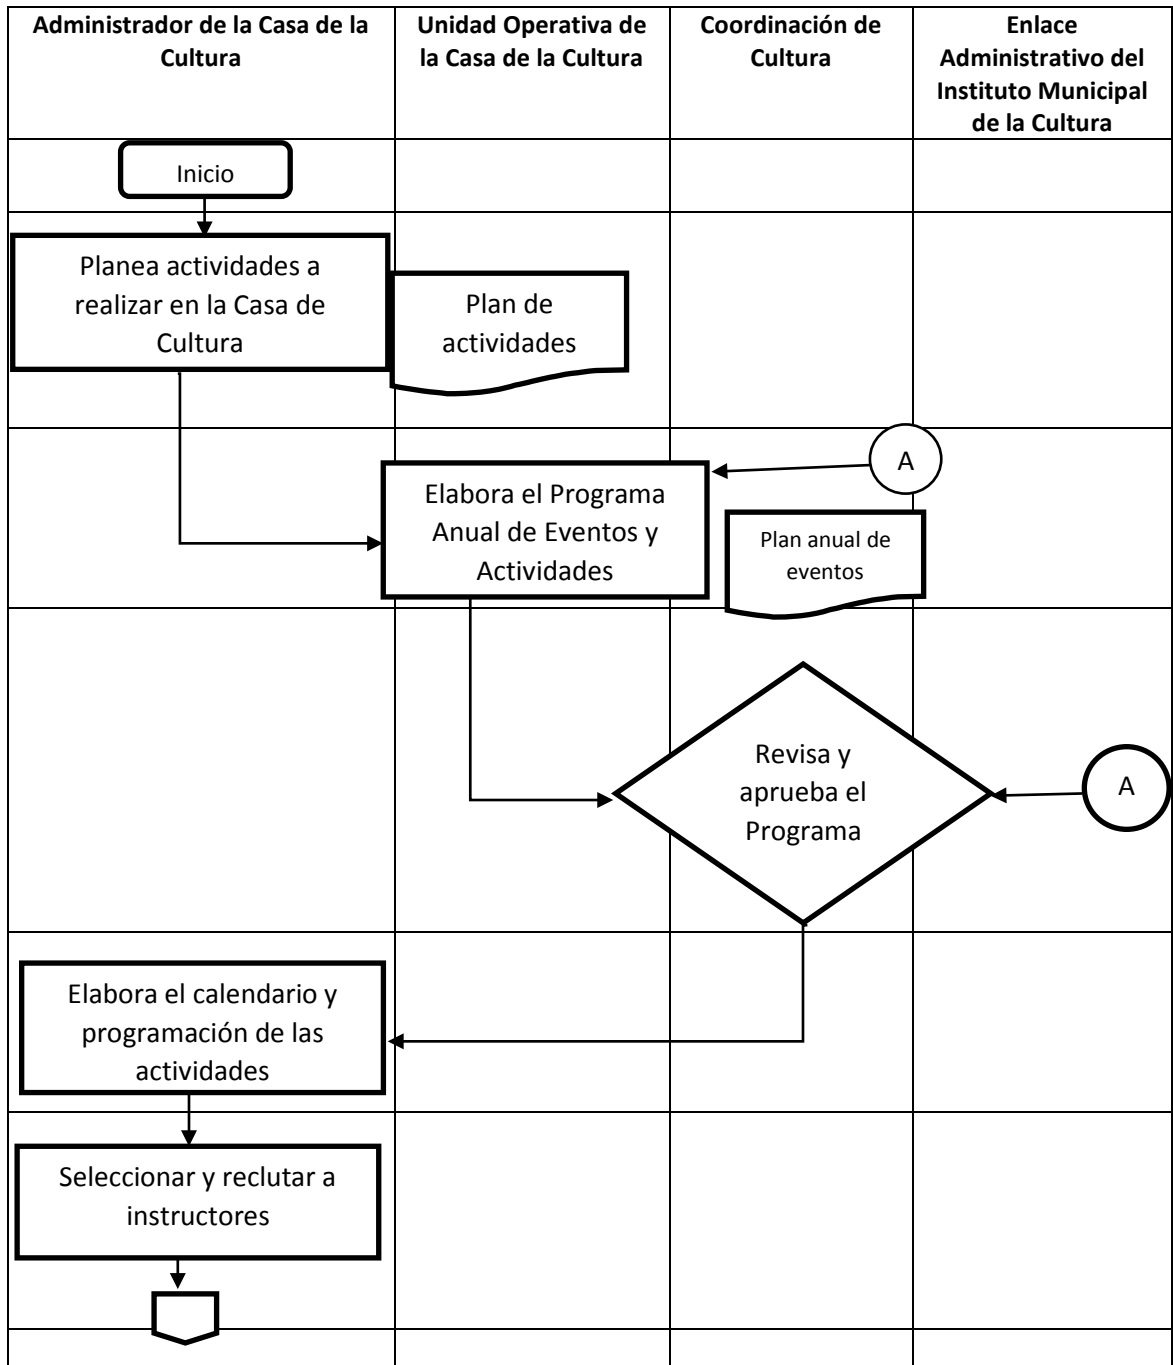 Administrador de la Casa de la
Cultura
Unidad Operativa de
la Casa de la Cultura
Coordinación de
Cultura
Enlace
Administrativo del
Instituto Municipal
de la Cultura
Inicio
Planea actividades a
realizar en la Casa de
Cultura
Plan de
actividades
A
Elabora el Programa
Anual de Eventos y
Actividades
Plan anual de
eventos
Revisa y
aprueba el
Programa
A
Elabora el calendario y
programación de las
actividades
Seleccionar y reclutar a
instructores